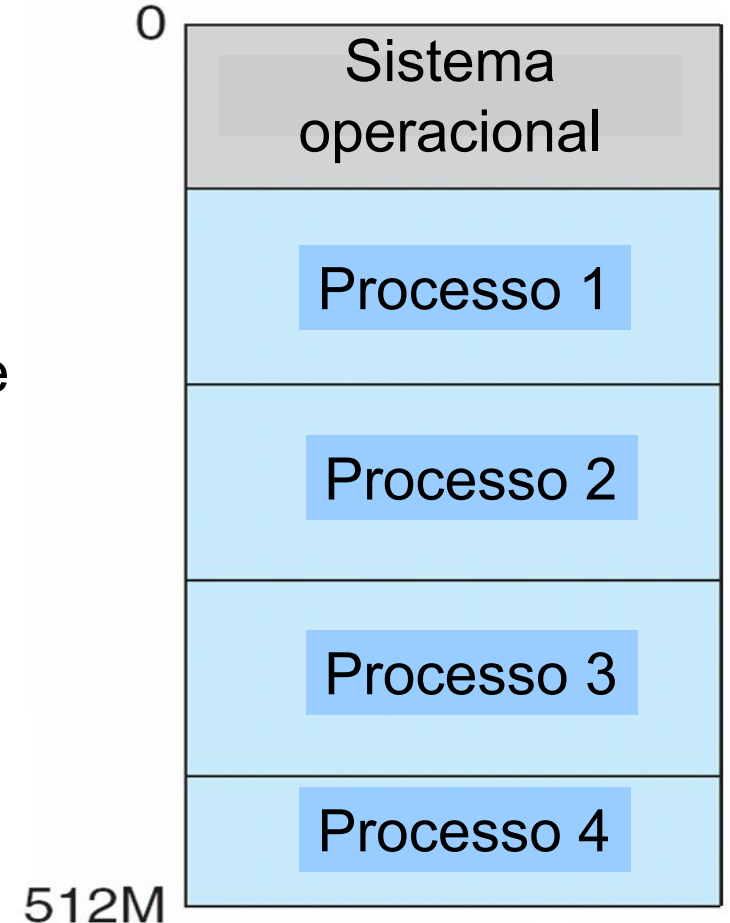 0
Sistema
operacional
Processo 1
e
Processo 2
Processo 3
Processo 4
512M